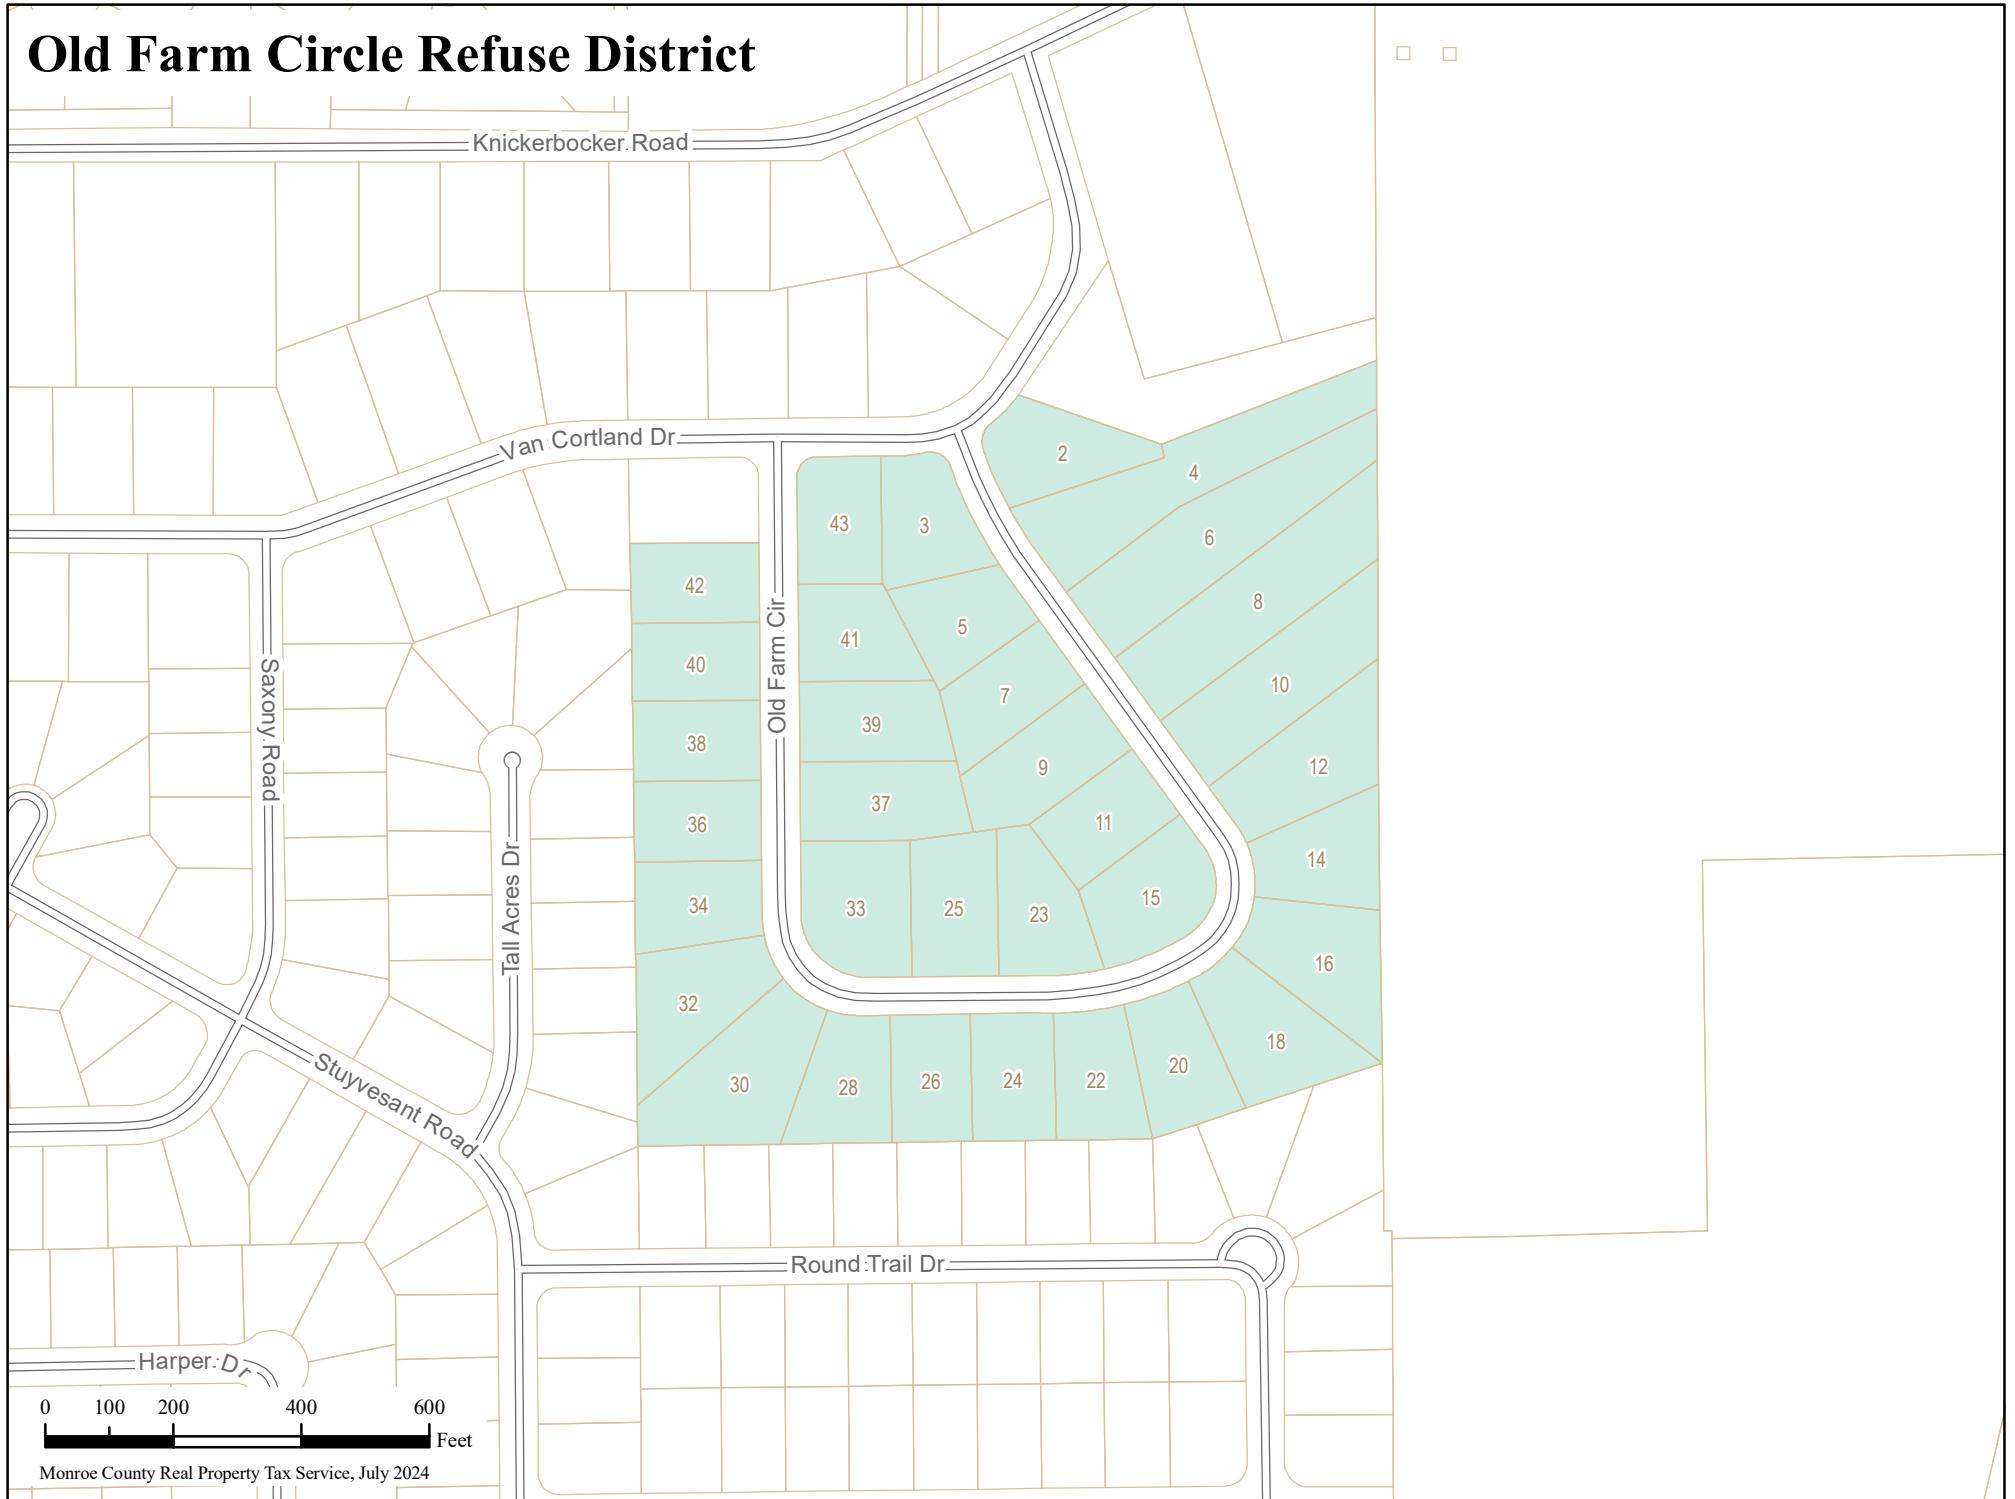 Old Farm Circle Refuse District
Knickerbocker Road
Van Cortland Dr
2
4
43
3
6
42
8
5
41
40
Old Farm Cir
Saxony Road
10
7
39
38
9
12
37
11
36
14
Tall Acres Dr
15
34
33
25
23
16
32
18
20
Stuyvesant Road
30
28
26
24
22
Round Trail Dr
Harper Dr
0 100 200 400 600
Feet
Monroe County Real Property Tax Service, July 2024